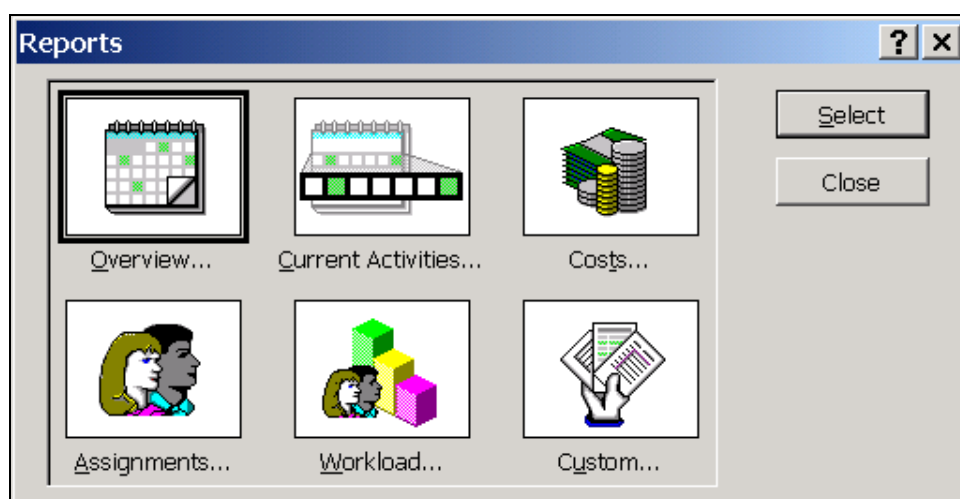 Reports
Select
Close
Overview...
Current Activities...
Costs...
Assignments...
Workload...
Custom...